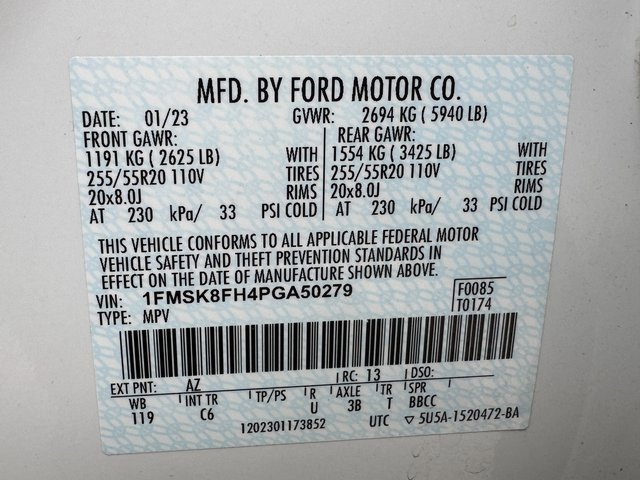 MFD. BY FORD MOTOR CO.
DATE: 01/23 GVWR: 2694 KG ( 5940 LB)
FRONT GAWR: REAR GAWR:
1191 KG ( 2625 LB) WITH 1554 KG ( 3425 LB) WITH
255/55R20 110V TIRES 255/55R20 110V TIRES
20x8.0J RIMS 20x8.0J RIMS
AT 230 kPa/ 33 PSI COLD AT 230 kPa/ 33 PSI COLD
THIS VEHICLE CONFORMS TO ALL APPLICABLE FEDERAL MOTOR
VEHICLE SAFETY AND THEFT PREVENTION STANDARDS IN
EFFECT ON THE DATE OF MANUFACTURE SHOWN ABOVE.
VIN: 1FMSK8FH4PGA50279 F0085
TYPE: MPV T0174
EXT PNT: AZ RC: 13 DSO:
WB INT TR TP/PS R AXLE TR SPR
119 C6 U 3B T BBCC
1202301173852 UTC ▽ 5U5A-1520472-BA